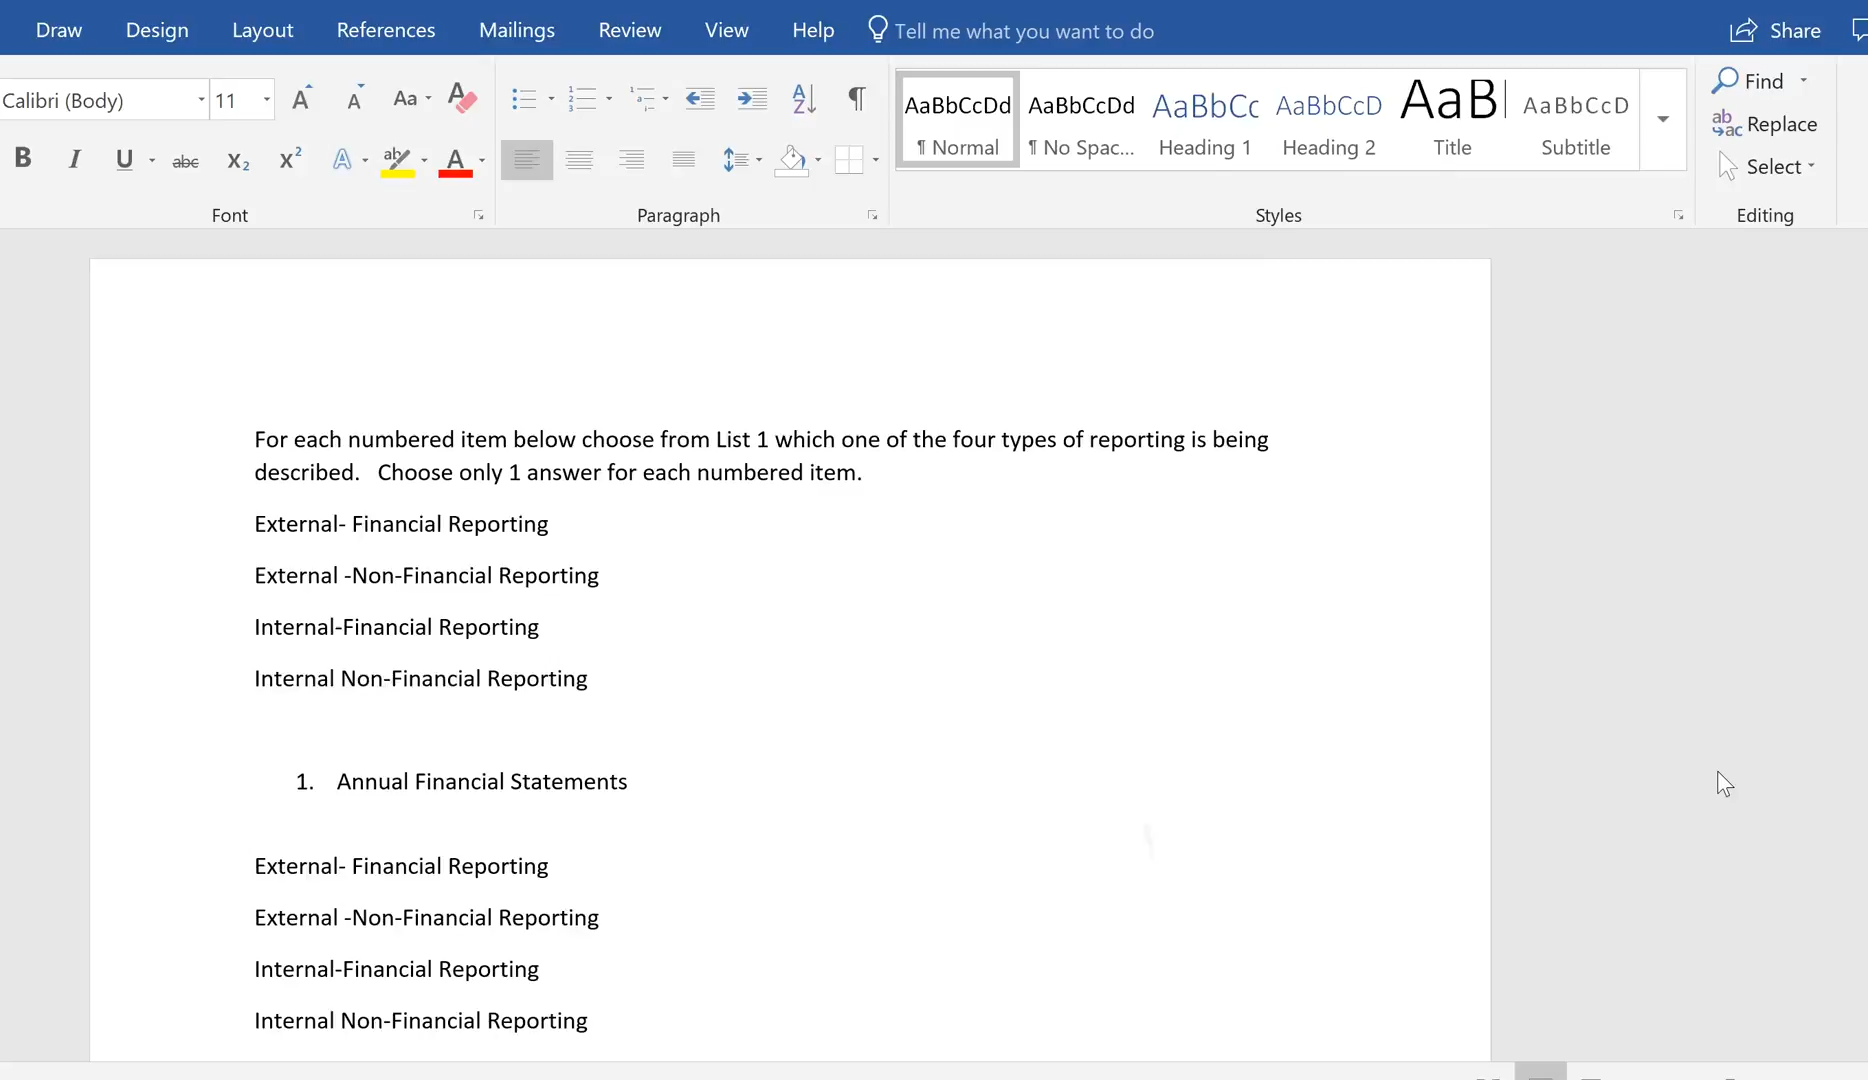 Draw Design Layout References Mailings Review View Help Tell me what you want to do Share
Calibri (Body) 11 Find
Replace
Select
AaBbCcDd AaBbCcDd AaBbCc AaBbCcD AaB AaBbCcD
¶ Normal ¶ No Spac... Heading 1 Heading 2 Title Subtitle
Font Paragraph Styles Editing
For each numbered item below choose from List 1 which one of the four types of reporting is being
described.   Choose only 1 answer for each numbered item.
External- Financial Reporting
External -Non-Financial Reporting
Internal-Financial Reporting
Internal Non-Financial Reporting
1. Annual Financial Statements
External- Financial Reporting
External -Non-Financial Reporting
Internal-Financial Reporting
Internal Non-Financial Reporting